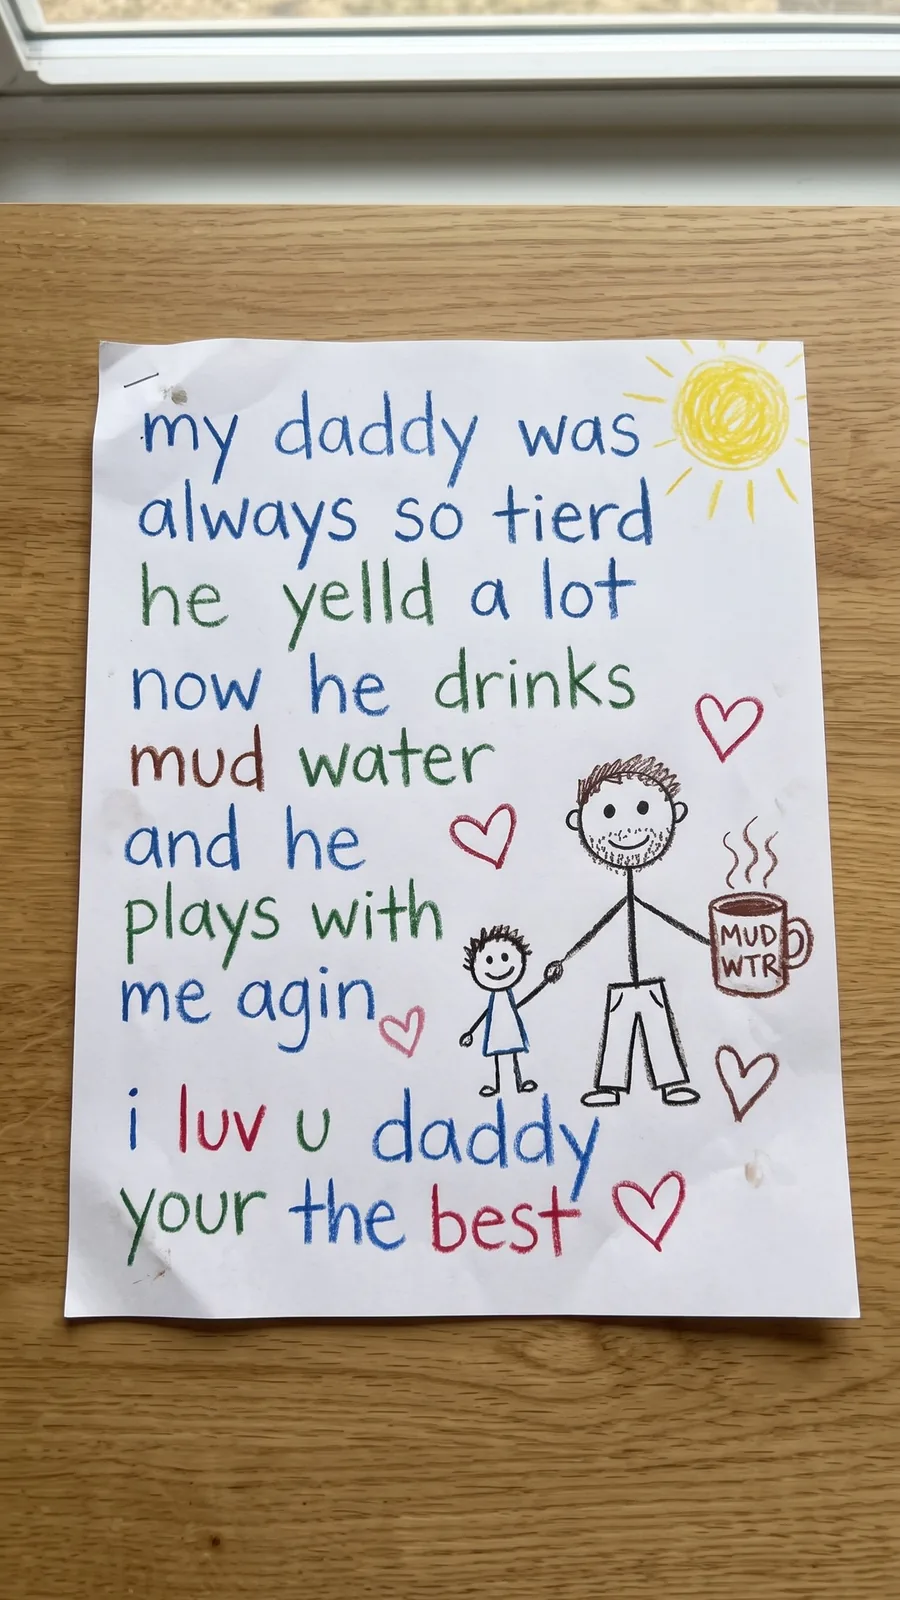 my daddy was
always so tierd
he yelld a lot
now he drinks
mud water
and he
plays with
me agin
MUD
WTR
i luv u daddy
your the best